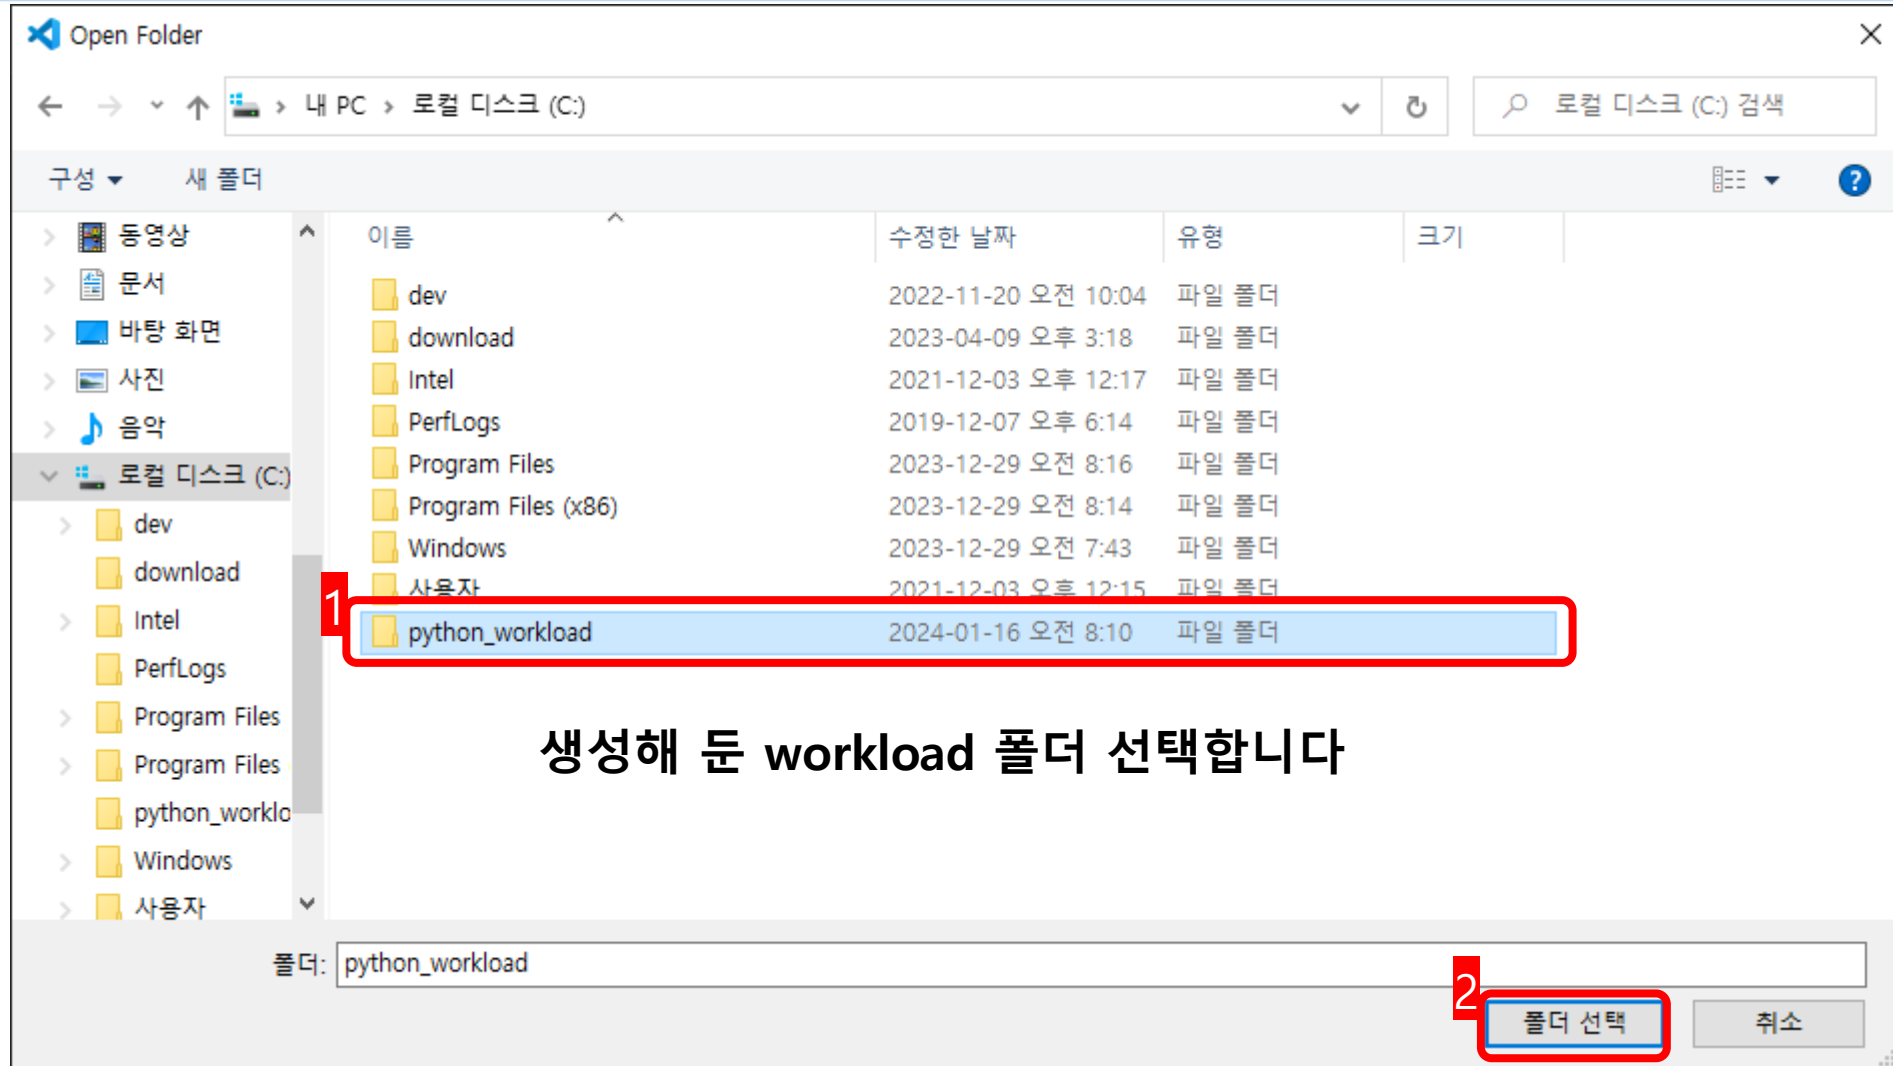 Open Folder
내 PC › 로컬 디스크 (C:)
로컬 디스크 (C:) 검색
구성
새 폴더
동영상
문서
바탕 화면
사진
음악
로컬 디스크 (C:)
dev
download
Intel
PerfLogs
Program Files
Program Files
python_worklo
Windows
사용자
이름 수정한 날짜 유형 크기
dev 2022-11-20 오전 10:04 파일 폴더
download 2023-04-09 오후 3:18 파일 폴더
Intel 2021-12-03 오후 12:17 파일 폴더
PerfLogs 2019-12-07 오후 6:14 파일 폴더
Program Files 2023-12-29 오전 8:16 파일 폴더
Program Files (x86) 2023-12-29 오전 8:14 파일 폴더
Windows 2023-12-29 오전 7:43 파일 폴더
사용자 2021-12-03 오후 12:15 파일 폴더
1
python_workload 2024-01-16 오전 8:10 파일 폴더
생성해 둔 workload 폴더 선택합니다
폴더: python_workload
2
폴더 선택
취소